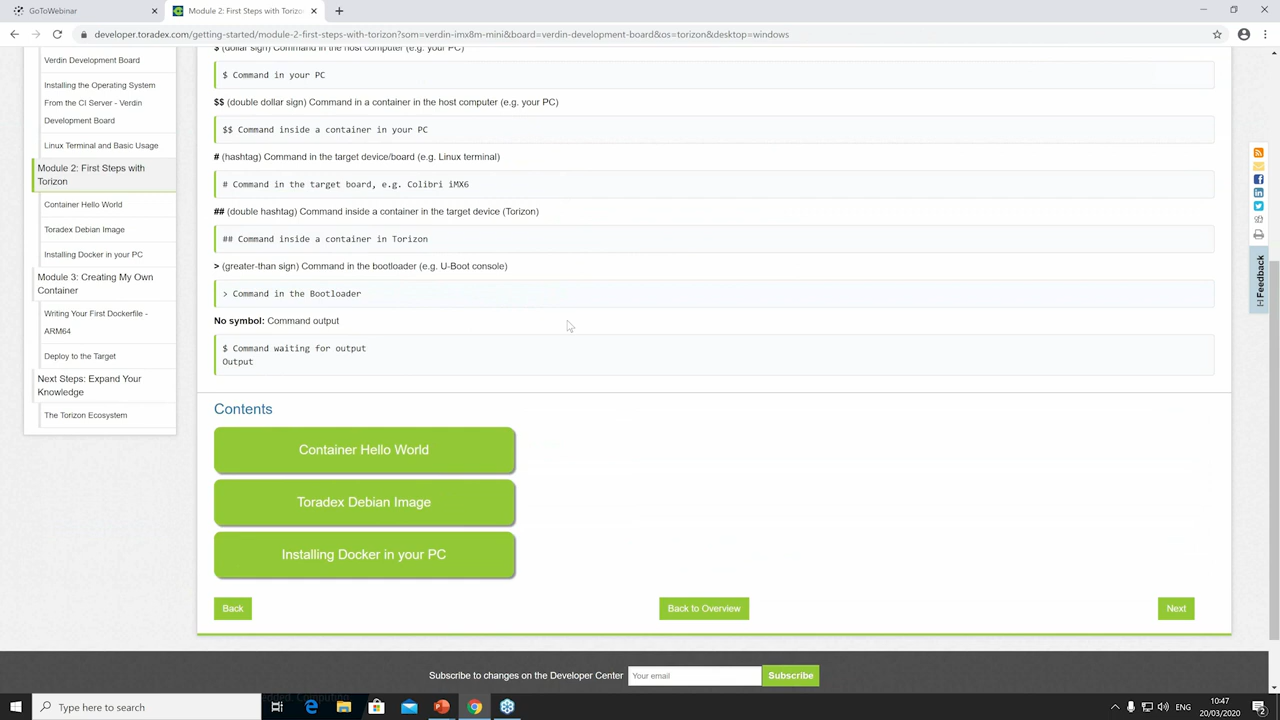 GoToWebinar
Module 2: First Steps with Torizo
developer.toradex.com/getting-started/module-2-first-steps-with-torizon?som=verdin-imx8m-mini&board=verdin-development-board&os=torizon&desktop=windows
Verdin Development Board
Installing the Operating System
From the CI Server - Verdin
Development Board
Linux Terminal and Basic Usage
Module 2: First Steps with
Torizon
Container Hello World
Toradex Debian Image
Installing Docker in your PC
Module 3: Creating My Own
Container
Writing Your First Dockerfile -
ARM64
Deploy to the Target
Next Steps: Expand Your
Knowledge
The Torizon Ecosystem
$ (dollar sign) Command in the host computer (e.g. your PC)
$ Command in your PC
$$ (double dollar sign) Command in a container in the host computer (e.g. your PC)
$$ Command inside a container in your PC
# (hashtag) Command in the target device/board (e.g. Linux terminal)
# Command in the target board, e.g. Colibri iMX6
## (double hashtag) Command inside a container in the target device (Torizon)
## Command inside a container in Torizon
> (greater-than sign) Command in the bootloader (e.g. U-Boot console)
> Command in the Bootloader
No symbol: Command output
$ Command waiting for output
Output
Contents
Container Hello World
Toradex Debian Image
Installing Docker in your PC
Back
Back to Overview
Next
Feedback
Subscribe to changes on the Developer Center
Your email
Subscribe
Type here to search
ENG
10:47
20/03/2020
2